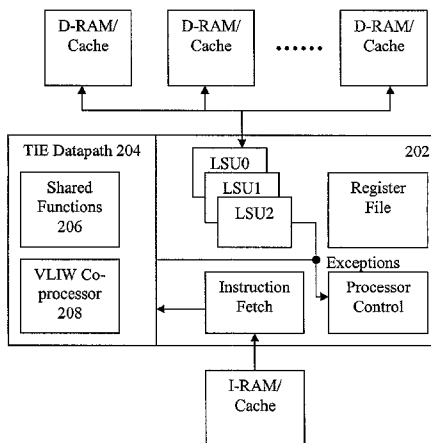 D-RAM/
Cache
D-RAM/
Cache
D-RAM/
Cache
TIE Datapath 204
202
Shared
Functions
206
VLIW Co-
processor
208
LSU0
LSU1
LSU2
Register
File
Exceptions
Instruction
Fetch
Processor
Control
I-RAM/
Cache